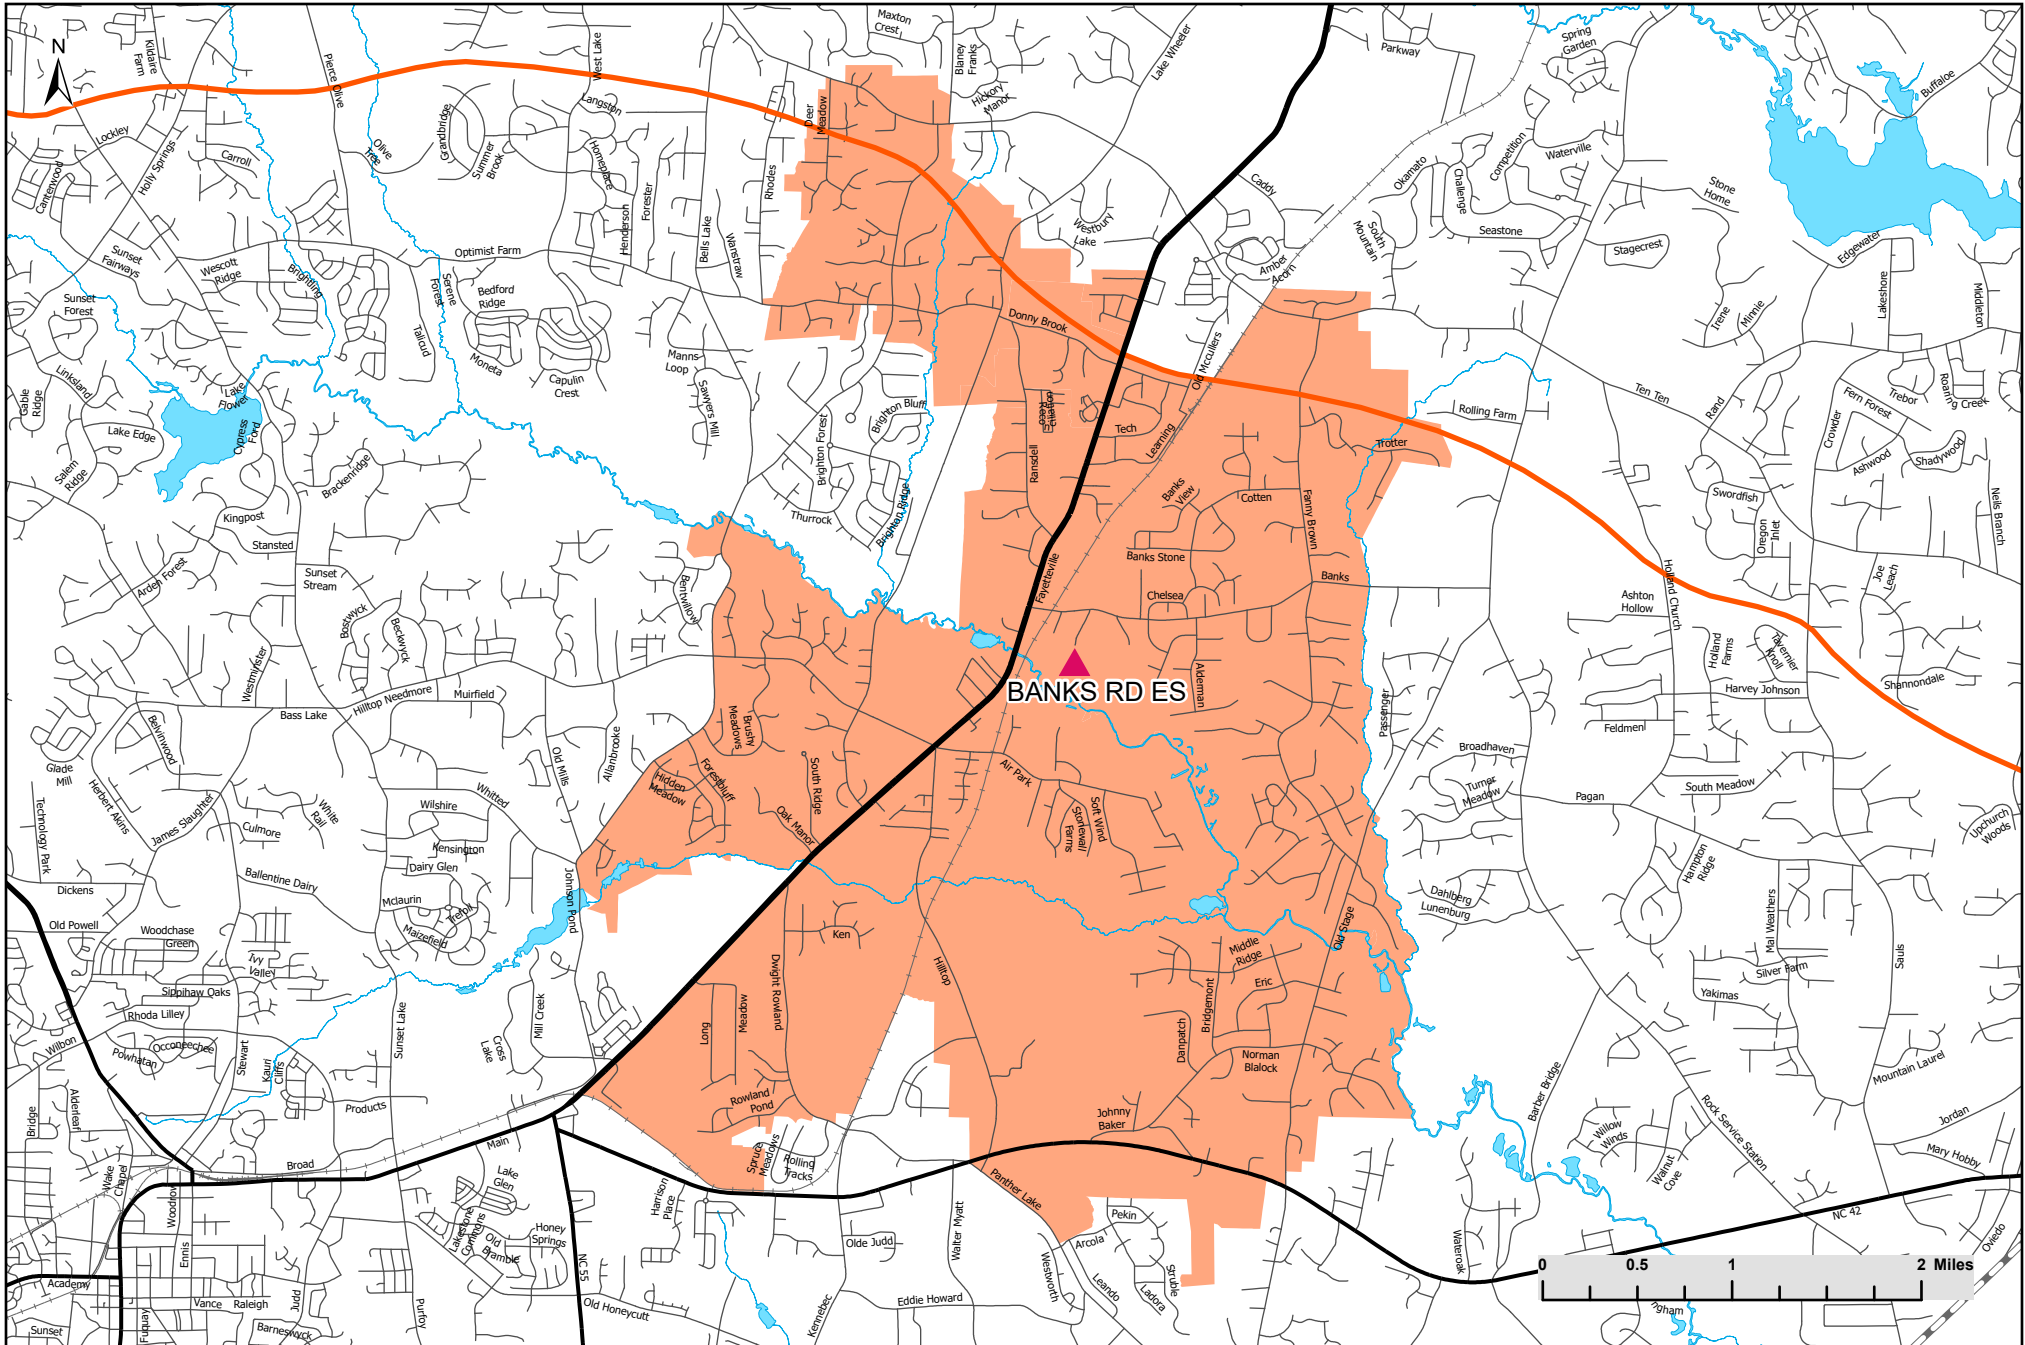 N
Kildaire
Farm
Pierce Olive
West Lake
Maxton
Crest
Blaney
Franks
Lake Wheeler
Parkway
Spring
Garden
Buffaloe
Lockley
Holly Springs
Carroll
Canterwood
Olive
Tree
Grandbridge
Summer
Brook
Langston
Homeplace
Henderson
Forester
Rhodes
Deer
Meadow
Hickory
Manor
Caddy
Okamato
Challenge
Competition
Waterville
Stone
Home
Sunset
Fairways
Wescott
Ridge
Brightling
Optimist Farm
Serene
Forest
Bedford
Ridge
Bells Lake
Wanstraw
Westbury
Lake
Amber
Acorn
South
Mountain
Seastone
Stagecrest
Edgewater
Lakeshore
Middleton
Sunset
Forest
Linksland
Gable
Ridge
Talicud
Moneta
Capulin
Crest
Manns
Loop
Sawyers Mill
Donny Brook
Old Mccullers
Irene
Minnie
Ten Ten
Rand
Roaring Creek
Trebor
Fern Forest
Crowder
Lake
Flower
Cypress
Ford
Lake Edge
Salem
Ridge
Brighton Bluff
Brighton Forest
Ransdell
Tech
Learning
Rolling Farm
Trotter
Ashwood
Shadywood
Brackenridge
Kingpost
Stansted
Arden Forest
Sunset
Stream
Thurrock
Brighton Ridge
Banks
View
Cotten
Fanny Brown
Swordfish
Oregon
Inlet
Neills Branch
Banks Stone
Fayetteville
Chelsea
Banks
Ashton
Hollow
Holland Church
Joe
Leach
Bostwyck
Beckwyck
Bentwillow
Westminster
Alderman
Holland
Farms
Tavernier
Knoll
Shannondale
BANKS RD ES
Passenger
Harvey Johnson
Feldmen
Hilltop Needmore
Muirfield
Bass Lake
Belvinwood
Glade
Mill
Herbert Akins
Technology Park
James Slaughter
Old Mills
Allanbrooke
Brushy
Meadows
Forestbluff
Hidden
Meadow
South Ridge
Oak Manor
Air Park
Soft Wind
Stonewall
Farms
Broadhaven
Turner
Meadow
Pagan
South Meadow
Upchurch
Woods
White
Rail
Culmore
Whitted
Wilshire
Kensington
Dairy Glen
Dickens
Ballentine Dairy
Mclaurin
Trefoil
Maizefield
Johnson Pond
Hampton
Ridge
Dahlberg
Lunenburg
Mal Weathers
Old Powell
Woodchase
Green
Ivy
Valley
Sippihaw Oaks
Ken
Hilltop
Middle
Ridge
Old Stage
Eric
Silver Farm
Yakimas
Sauls
Rhoda Lilley
Wilbon
Powhatan
Occoneechee
Stewart
Kauri
Cliffs
Sunset Lake
Cross
Lake
Mill Creek
Long
Meadow
Dwight Rowland
Bridgemont
Danpatch
Norman
Blalock
Barber Bridge
Mountain Laurel
Bridge
Alderleaf
Products
Rowland
Pond
Johnny
Baker
Rock Service Station
Jordan
Mary Hobby
Main
Broad
Wake
Chapel
Woodrow
Lake
Glen
Spruce
Meadows
Rolling
Tracks
Willow
Winds
Walnut
Cove
Harrison
Place
Panther Lake
Pekin
NC 42
Oviedo
Ennis
Lakestone
Commons
Old
Bramble
Honey
Springs
NC 55
Olde Judd
Walter Myatt
Arcola
Westworth
Leando
Ladora
Struble
Wateroak
Academy
Vance
Raleigh
Judd
Purfoy
Old Honeycutt
Kennebec
Eddie Howard
Fuquay
Barneswyck
Sunset
ngham
0
0.5
1
2 Miles